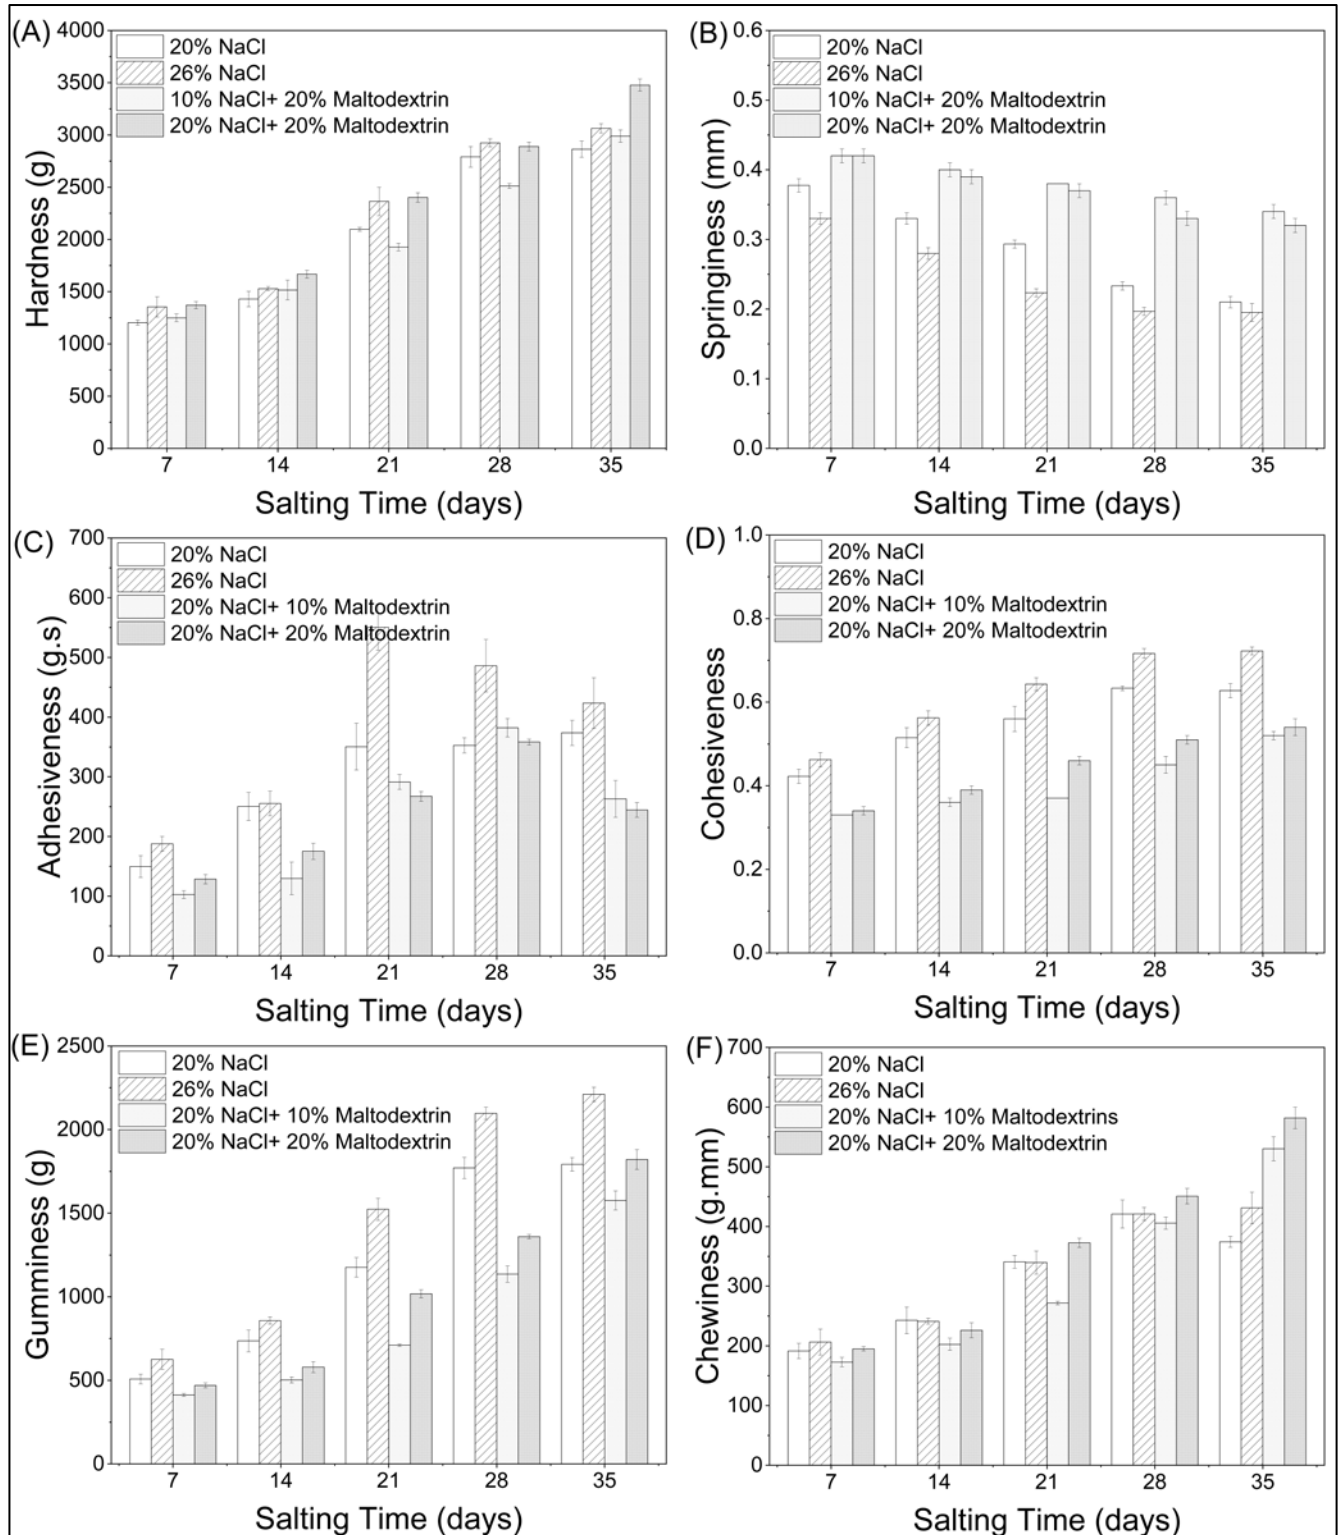 (A)
4000
3500
3000
2500
2000
1500
1000
500
0
Hardness (g)
20% NaCl
26% NaCl
10% NaCl+ 20% Maltodextrin
20% NaCl+ 20% Maltodextrin
7 14 21 28 35
Salting Time (days)
(B)
0.6
0.5
0.4
0.3
0.2
0.1
0.0
Springiness (mm)
20% NaCl
26% NaCl
10% NaCl+ 20% Maltodextrin
20% NaCl+ 20% Maltodextrin
7 14 21 28 35
Salting Time (days)
(C)
700
600
500
400
300
200
100
0
Adhesiveness (g.s)
20% NaCl
26% NaCl
20% NaCl+ 10% Maltodextrin
20% NaCl+ 20% Maltodextrin
7 14 21 28 35
Salting Time (days)
(D)
1.0
0.8
0.6
0.4
0.2
0.0
Cohesiveness
20% NaCl
26% NaCl
20% NaCl+ 10% Maltodextrin
20% NaCl+ 20% Maltodextrin
7 14 21 28 35
Salting Time (days)
(E)
2500
2000
1500
1000
500
0
Gumminess (g)
20% NaCl
26% NaCl
20% NaCl+ 10% Maltodextrin
20% NaCl+ 20% Maltodextrin
7 14 21 28 35
Salting Time (days)
(F)
700
600
500
400
300
200
100
0
Chewiness (g.mm)
20% NaCl
26% NaCl
20% NaCl+ 10% Maltodextrins
20% NaCl+ 20% Maltodextrin
7 14 21 28 35
Salting Time (days)